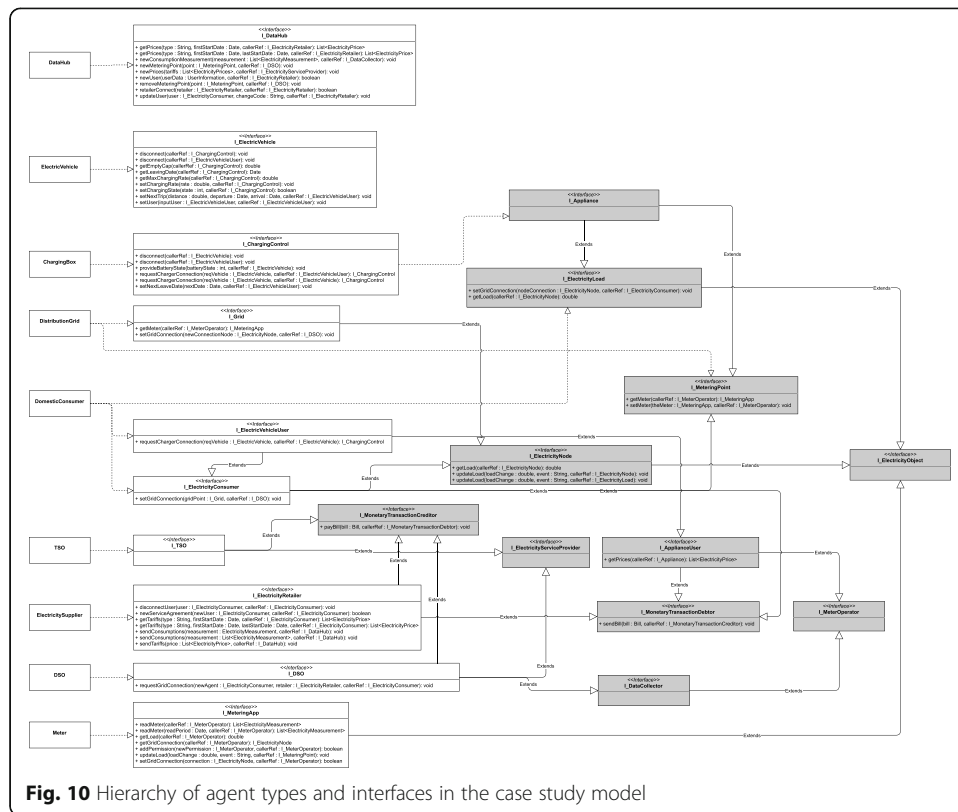 DataHub
<<Interface>>
I_DataHub
+ getPrices(type : String, firstStartDate : Date, callerRef : I_ElectricityRetailer): List<ElectricityPrice>
+ getPrices(type : String, firstStartDate : Date, lastStartDate : Date, callerRef : I_ElectricityRetailer): List<ElectricityPrice>
+ newConsumptionMeasurement(measurement : List<ElectricityMeasurement>, callerRef : I_DataCollector): void
+ newMeteringPoint(point : I_MeteringPoint, callerRef : I_DSO): void
+ newPrices(tariffs : List<ElectricityPrices>, callerRef : I_ElectricityServiceProvider): void
+ newUser(userData : UserInformation, callerRef : I_ElectricityRetailer): boolean
+ removeMeteringPoint(point : I_MeteringPoint, callerRef : I_DSO): void
+ retailerConnect(retailer : I_ElectricityRetailer, callerRef : I_ElectricityRetailer): boolean
+ updateUser(user : I_ElectricityConsumer, changeCode : String, callerRef : I_ElectricityRetailer): void
ElectricVehicle
<<Interface>>
I_ElectricVehicle
+ disconnect(callerRef : I_ChargingControl): void
+ disconnect(callerRef : I_ElectricVehicleUser): void
+ getEmptyCap(callerRef : I_ChargingControl): double
+ getLeavingDate(callerRef : I_ChargingControl): Date
+ getMaxChargingRate(callerRef : I_ChargingControl): double
+ setChargingRate(rate : double, callerRef : I_ChargingControl): void
+ setChargingState(state : int, callerRef : I_ChargingControl): boolean
+ setNextTrip(distance : double, departure : Date, arrival : Date, callerRef : I_ElectricVehicleUser): void
+ setUser(inputUser : I_ElectricVehicleUser, callerRef : I_ElectricVehicleUser): void
<<Interface>>
I_Appliance
Extends
Extends
ChargingBox
<<Interface>>
I_ChargingControl
+ disconnect(callerRef : I_ElectricVehicle): void
+ disconnect(callerRef : I_ElectricVehicleUser): void
+ provideBatteryState(batteryState : int, callerRef : I_ElectricVehicle): void
+ requestChargerConnection(reqVehicle : I_ElectricVehicle, callerRef : I_ElectricVehicleUser): I_ChargingControl
+ requestChargerConnection(reqVehicle : I_ElectricVehicle, callerRef : I_ElectricVehicle): I_ChargingControl
+ setNextLeaveDate(nexDate : Date, callerRef : I_ElectricVehicleUser): void
<<Interface>>
I_ElectricityLoad
+ setGridConnection(nodeConnection : I_ElectricityNode, callerRef : I_ElectricityConsumer): void
+ getLoad(callerRef : I_ElectricityNode): double
Extends
DistributionGrid
<<Interface>>
I_Grid
+ getMeter(callerRef : I_MeterOperator): I_MeteringApp
+ setGridConnection(newConnectionNode : I_ElectricityNode, callerRef : I_DSO): void
Extends
<<Interface>>
I_MeteringPoint
+ getMeter(callerRef : I_MeterOperator): I_MeteringApp
+ setMeter(theMeter : I_MeteringApp, callerRef : I_MeterOperator): void
DomesticConsumer
<<Interface>>
I_ElectricVehicleUser
+ requestChargerConnection(reqVehicle : I_ElectricVehicle, callerRef : I_ElectricVehicle): I_ChargingControl
Extends
Extends
<<Interface>>
I_ElectricityNode
+ getLoad(callerRef : I_ElectricityNode): double
+ updateLoad(loadChange : double, event : String, callerRef : I_ElectricityNode): void
+ updateLoad(loadChange : double, event : String, callerRef : I_ElectricityLoad): void
Extends
<<Interface>>
I_ElectricityObject
<<Interface>>
I_ElectricityConsumer
+ setGridConnection(gridPoint : I_Grid, callerRef : I_DSO): void
Extends
Extends
Extends
TSO
<<Interface>>
I_TSO
Extends
<<Interface>>
I_MonetaryTransactionCreditor
+ payBill(bill : Bill, callerRef : I_MonetaryTransactionDebtor): void
Extends
Extends
Extends
<<Interface>>
I_ElectricityServiceProvider
<<Interface>>
I_ApplianceUser
+ getPrices(callerRef : I_Appliance): List<ElectricityPrice>
Extends
Extends
ElectricitySupplier
<<Interface>>
I_ElectricityRetailer
+ disconnectUser(user : I_ElectricityConsumer, callerRef : I_ElectricityConsumer): void
+ newServiceAgreement(newUser : I_ElectricityConsumer, callerRef : I_ElectricityConsumer): boolean
+ getTariffs(type : String, firstStartDate : Date, callerRef : I_ElectricityConsumer): List<ElectricityPrice>
+ getTariffs(type : String, firstStartDate : Date, lastStartDate : Date, callerRef : I_ElectricityConsumer): List<ElectricityPrice>
+ sendConsumptions(measurement : ElectricityMeasurement, callerRef : I_DataHub): void
+ sendConsumptions(measurement : List<ElectricityMeasurement>, callerRef : I_DataHub): void
+ sendTariffs(price : List<ElectricityPrice>, callerRef : I_DataHub): void
Extends
Extends
<<Interface>>
I_MonetaryTransactionDebtor
+ sendBill(bill : Bill, callerRef : I_MonetaryTransactionCreditor): void
<<Interface>>
I_MeterOperator
DSO
<<Interface>>
I_DSO
+ requestGridConnection(newAgent : I_ElectricityConsumer, retailer : I_ElectricityRetailer, callerRef : I_ElectricityConsumer): void
Extends
<<Interface>>
I_DataCollector
Extends
Meter
<<Interface>>
I_MeteringApp
+ readMeter(callerRef : I_MeterOperator): List<ElectricityMeasurement>
+ readMeter(readPeriod : Date, callerRef : I_MeterOperator): List<ElectricityMeasurement>
+ getLoad(callerRef : I_MeterOperator): double
+ getGridConnection(callerRef : I_MeterOperator): I_ElectricityNode
+ addPermission(newPermission : I_MeterOperator, callerRef : I_MeterOperator): boolean
+ updateLoad(loadChange : double, event : String, callerRef : I_MeteringPoint): void
+ setGridConnection(connection : I_ElectricityNode, callerRef : I_MeterOperator): boolean
Extends
Fig. 10 Hierarchy of agent types and interfaces in the case study model